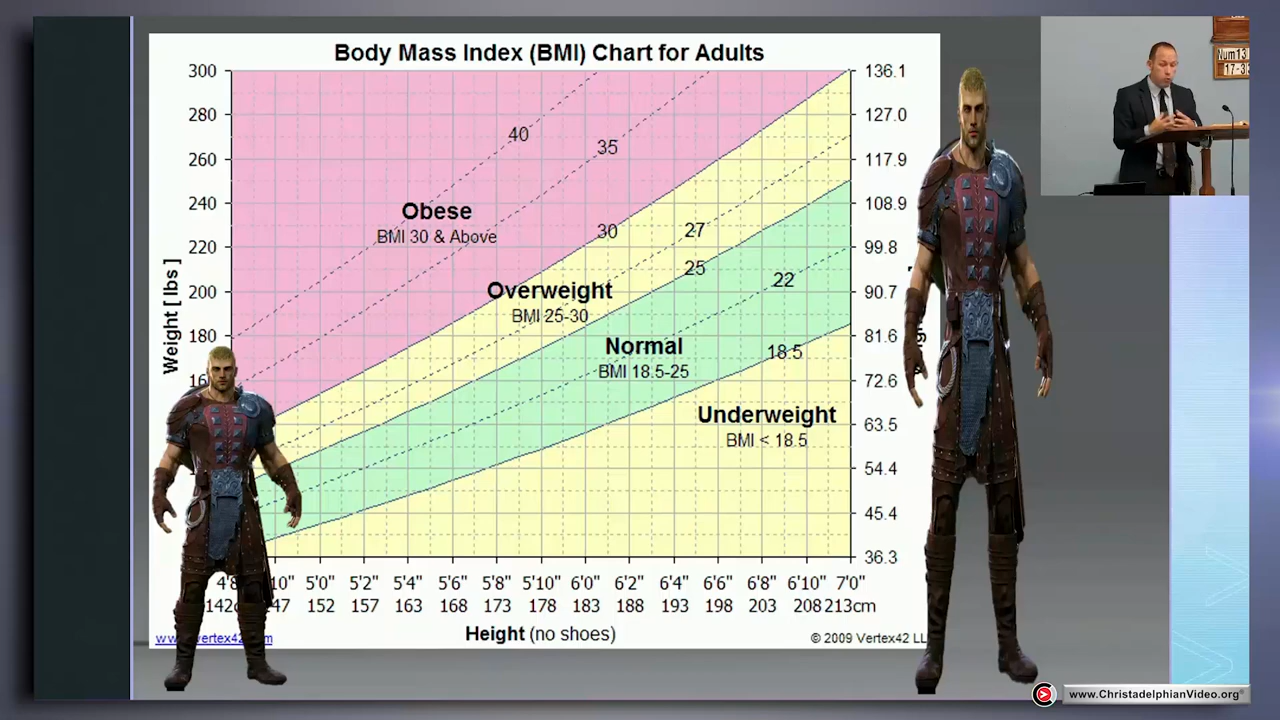 Body Mass Index (BMI) Chart for Adults
300
280
260
240
220
200
180
Weight [ lbs ]
136.1
127.0
117.9
108.9
99.8
90.7
81.6
72.6
63.5
54.4
45.4
36.3
40
35
30
27
25
22
18.5
Obese
BMI 30 & Above
Overweight
BMI 25-30
Normal
BMI 18.5-25
Underweight
BMI < 18.5
5'0" 5'2" 5'4" 5'6" 5'8" 5'10" 6'0" 6'2" 6'4" 6'6" 6'8" 6'10" 7'0"
152 157 163 168 173 178 183 188 193 198 203 208 213cm
Height (no shoes)
© 2009 Vertex42 LL
Num13
www.ChristadelphianVideo.org